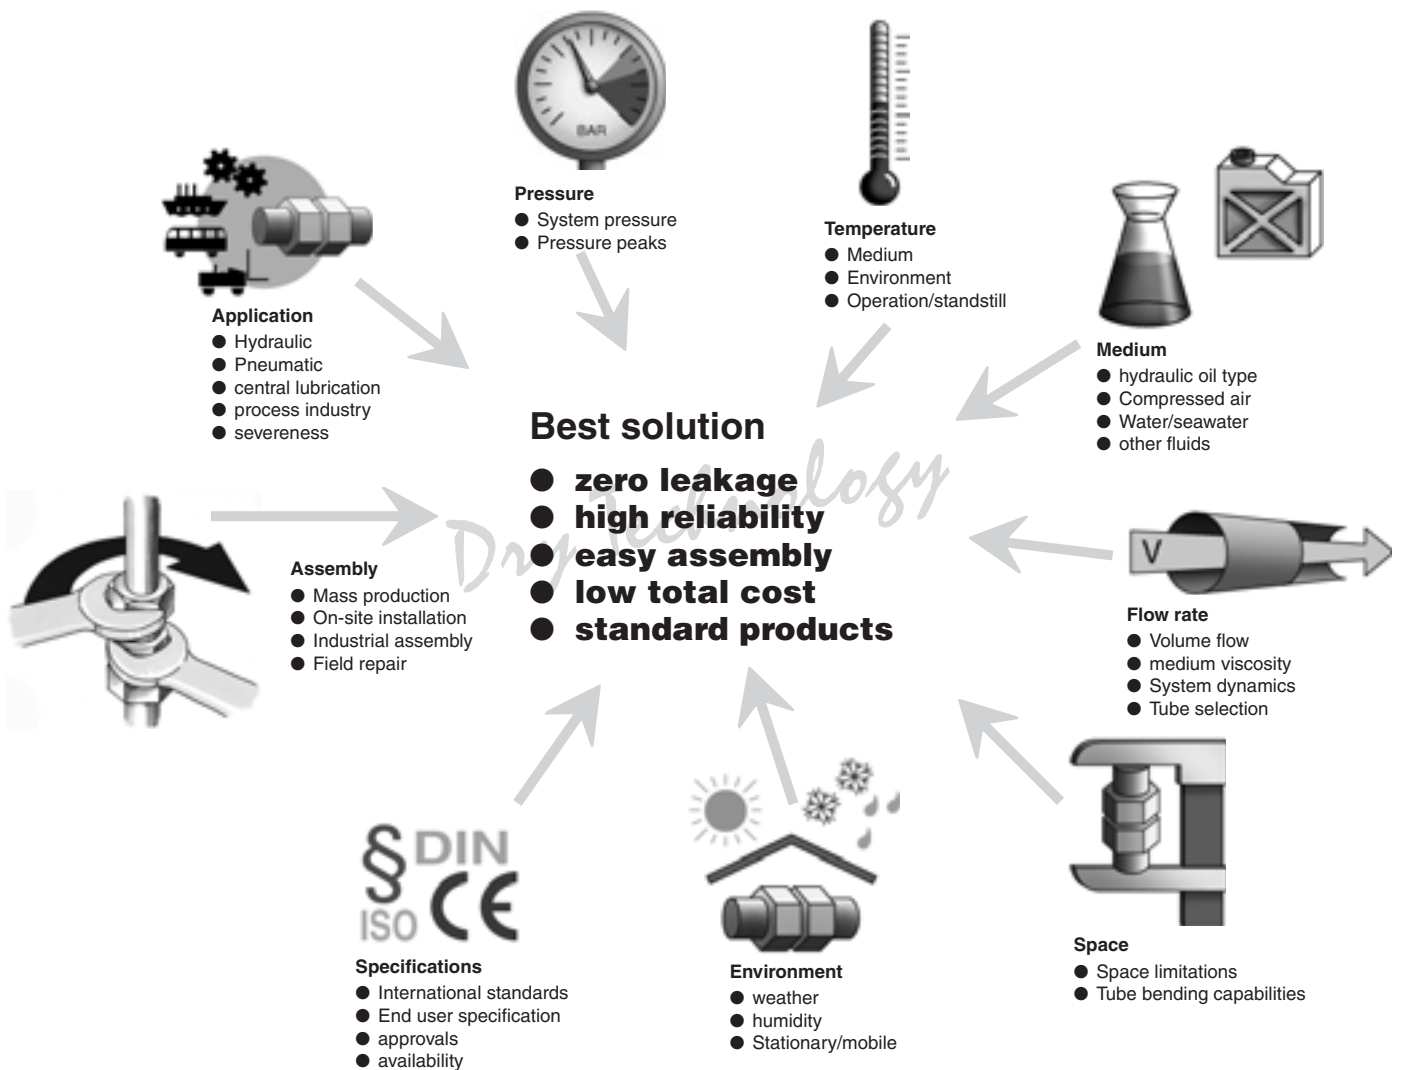 BAR
Pressure
● System pressure
● Pressure peaks
Temperature
● Medium
● Environment
● Operation/standstill
Application
● Hydraulic
● Pneumatic
● central lubrication
● process industry
● severeness
Medium
● hydraulic oil type
● Compressed air
● Water/seawater
● other fluids
Best solution
● zero leakage
● high reliability
● easy assembly
● low total cost
● standard products
Dry Technology
Assembly
● Mass production
● On-site installation
● Industrial assembly
● Field repair
V
Flow rate
● Volume flow
● medium viscosity
● System dynamics
● Tube selection
§ DIN
ISO CE
Specifications
● International standards
● End user specification
● approvals
● availability
Environment
● weather
● humidity
● Stationary/mobile
Space
● Space limitations
● Tube bending capabilities